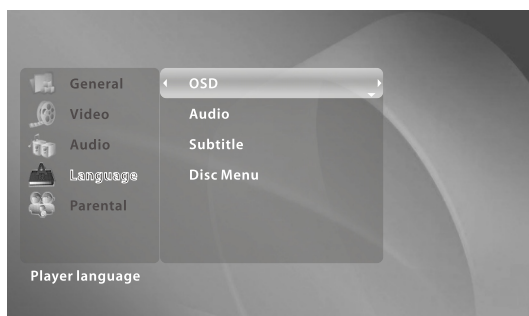 General
Video
Audio
Language
Parental
OSD
Audio
Subtitle
Disc Menu
Player language